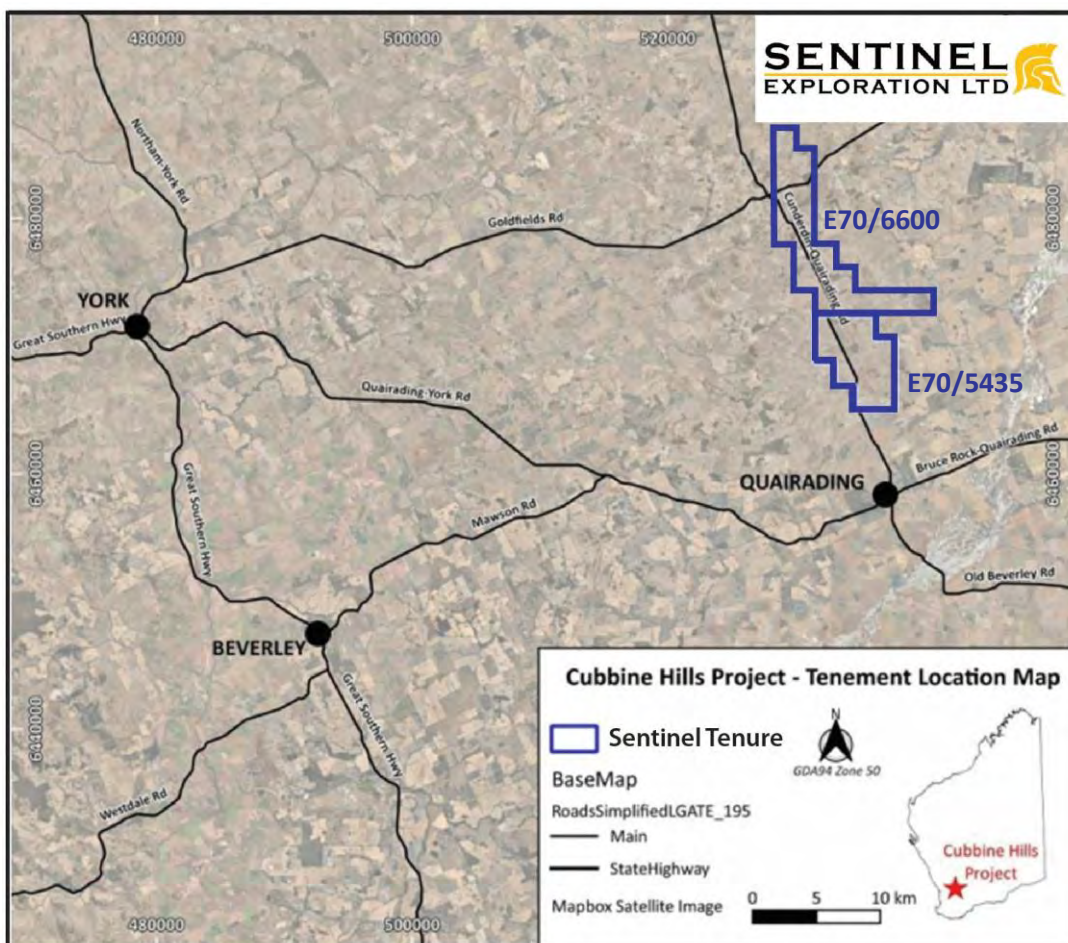 480000
500000
520000
SENTINEL
EXPLORATION LTD
Northam-York Rd
6480000
Goldfields Rd
Cunderdin-Quairading Rd
E70/6600
6480000
YORK
Great Southern Hwy
Quairading-York Rd
E70/5435
6460000
Great Southern Hwy
Bruce Rock-Quairading Rd
QUAIRADING
6460000
Mawson Rd
Old Beverley Rd
BEVERLEY
Great Southern Hwy
6440000
Westdale Rd
480000
500000
Cubbine Hills Project - Tenement Location Map
Sentinel Tenure
N
GDA94 Zone 50
BaseMap
RoadsSimplifiedLGATE_195
Main
StateHighway
Mapbox Satellite Image
0 5 10 km
Cubbine Hills
Project